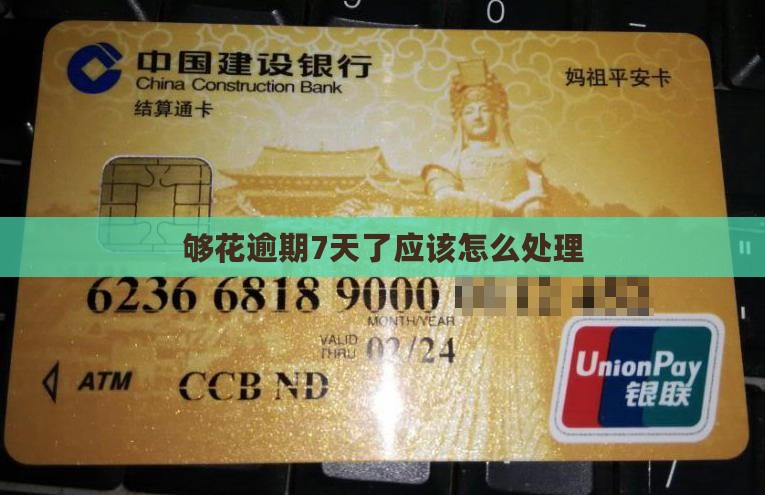 9
0
中国建设银行
China Construction Bank
结算通卡
妈祖平安卡
够花逾期7天了应该怎么处理
6236 6818 9000
MONTH/YEAR
VALID
THRU
02/24
ATM
CCB ND
UnionPay
银联